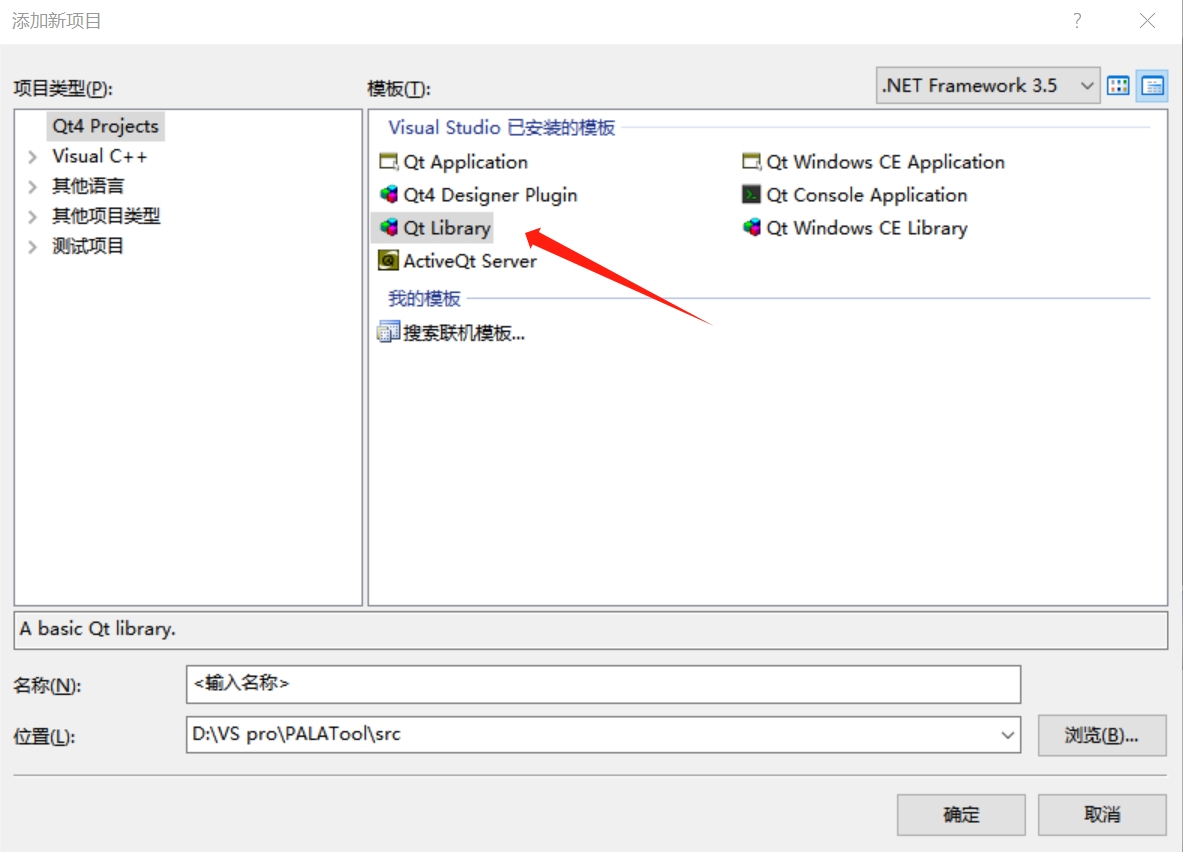 添加新项目
?
项目类型(P):
模板(T):
.NET Framework 3.5
Qt4 Projects
Visual C++
其他语言
其他项目类型
测试项目
Visual Studio 已安装的模板
Qt Application
Qt Windows CE Application
Qt4 Designer Plugin
Qt Console Application
Qt Library
Qt Windows CE Library
ActiveQt Server
我的模板
搜索联机模板...
A basic Qt library.
名称(N):
<输入名称>
位置(L):
D:\VS pro\PALATool\src
浏览(B)...
确定
取消